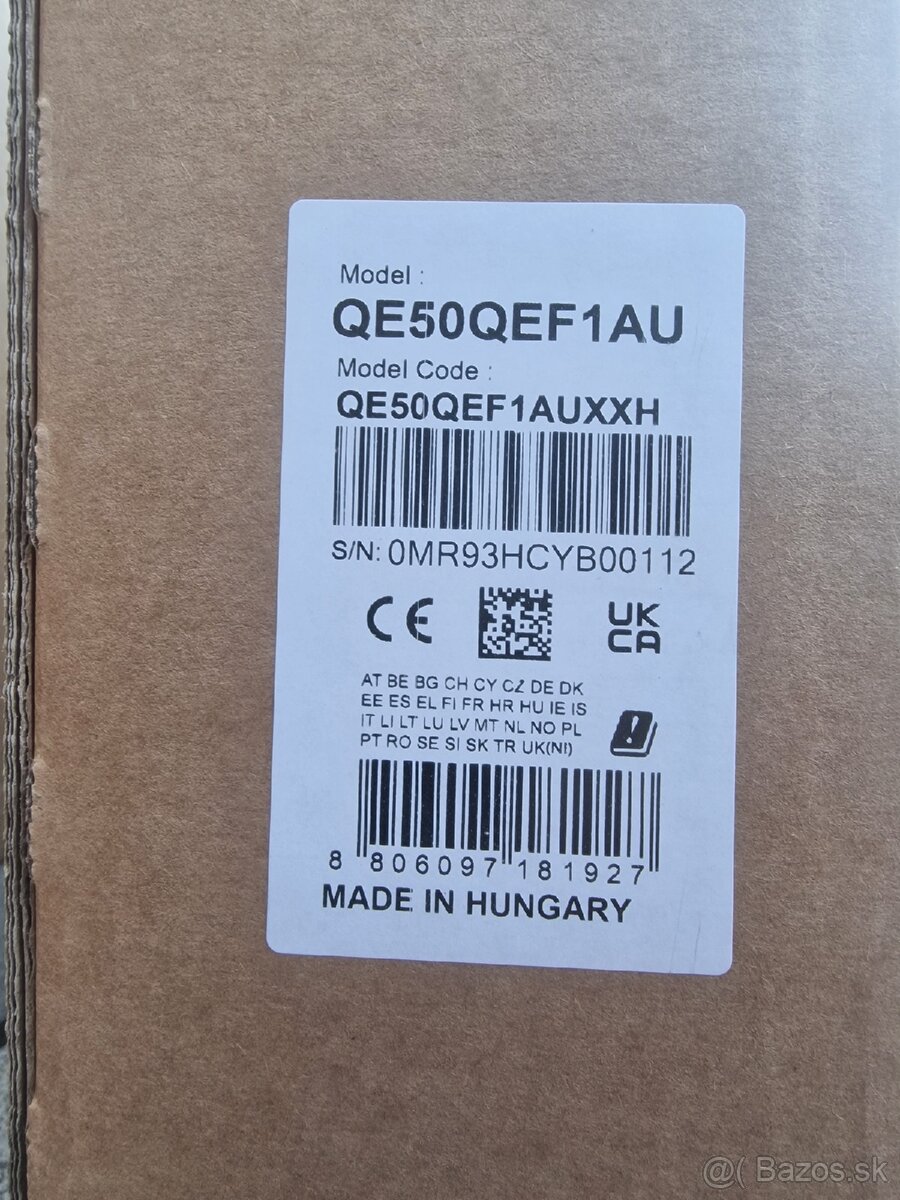 Model :
QE50QEF1AU
Model Code :
QE50QEF1AUXXH
S/N: 0MR93HCYB00112
CE
UK
CA
AT BE BG CH CY CZ DE DK
EE ES EL FI FR HR HU IE IS
IT LI LT LU LV MT NL NO PL
PT RO SE SI SK TR UK(NI)
8 806097 181927
MADE IN HUNGARY
@( Bazos.sk